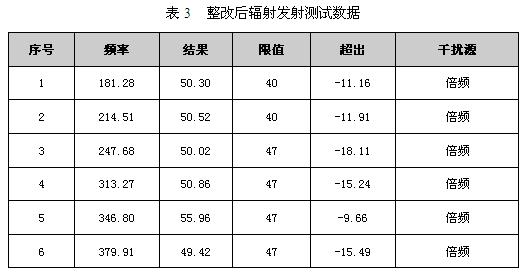 表 3 整改后辐射发射测试数据
序号 频率 结果 限值 超出 干扰源
1 181.28 50.30 40 -11.16 倍频
2 214.51 50.52 40 -11.91 倍频
3 247.68 50.02 47 -18.11 倍频
4 313.27 50.86 47 -15.24 倍频
5 346.80 55.96 47 -9.66 倍频
6 379.91 49.42 47 -15.49 倍频